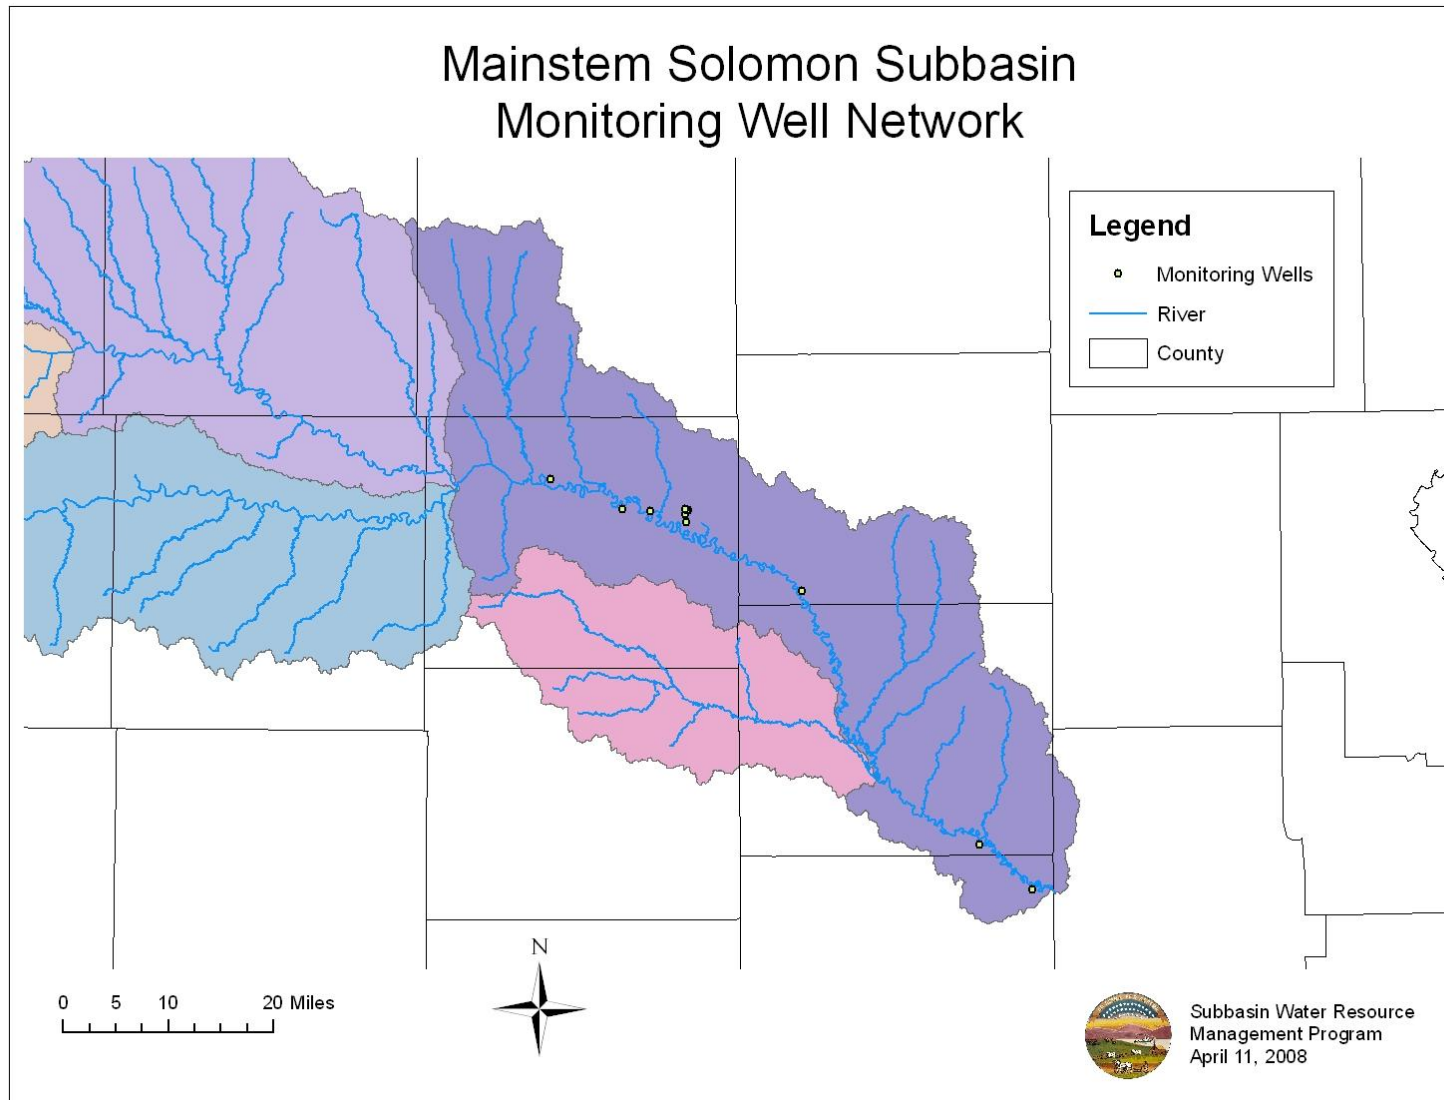 Mainstem Solomon Subbasin
Monitoring Well Network
Legend
Monitoring Wells
River
County
N
0 5 10 20 Miles
Subbasin Water Resource
Management Program
April 11, 2008